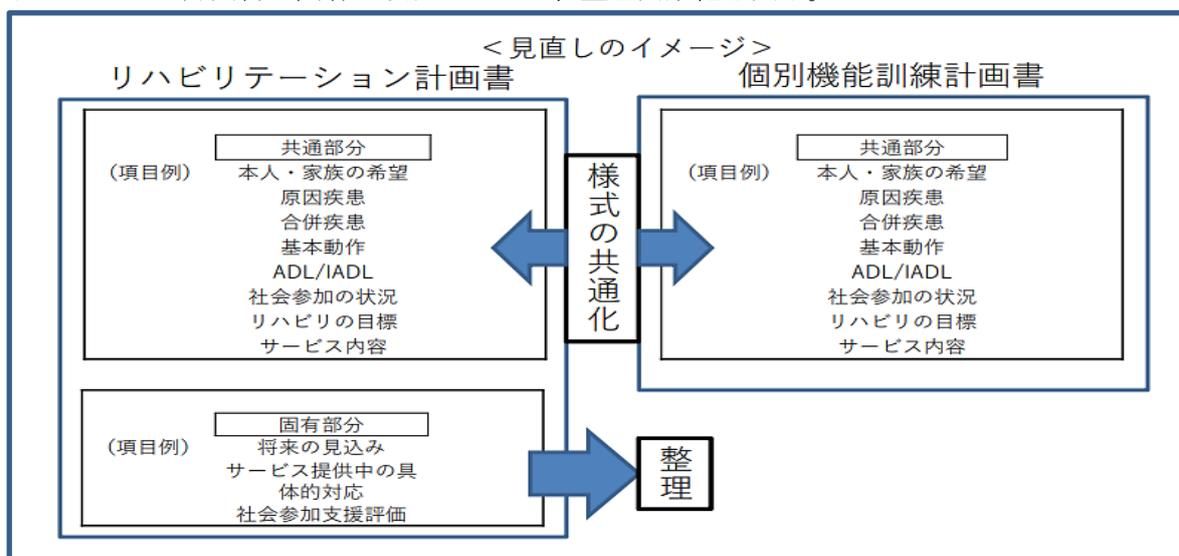 ＜見直しのイメージ＞
リハビリテーション計画書
個別機能訓練計画書
共通部分
(項目例)
本人・家族の希望
原因疾患
合併疾患
基本動作
ADL/IADL
社会参加の状況
リハビリの目標
サービス内容
様式の共通化
共通部分
(項目例)
本人・家族の希望
原因疾患
合併疾患
基本動作
ADL/IADL
社会参加の状況
リハビリの目標
サービス内容
固有部分
(項目例)
将来の見込み
サービス提供中の具
体的対応
社会参加支援評価
整理